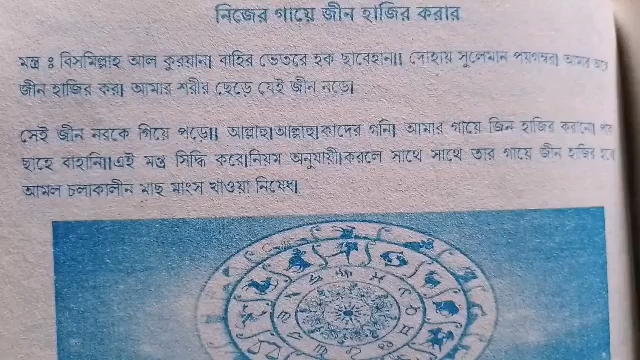 নিজের গায়ে জীন হাজির করার
মন্ত্র ঃ বিসমিল্লাহ আল কুরয়ান। বাহির ভেতরে হক হাবেহান।। দোহায় সুলেমান পয়গম্বর। আমার
জীন হাজির কর। আমার শরীর ছেড়ে যেই জীন নড়ে।
সেই জীন নরকে গিয়ে পড়ে।। আল্লাহ।আল্লাহ।কাদের গনি। আমার গায়ে জিন হাজির করানো
হাহে বাহানি।।এই মন্ত্র সিদ্ধি করে।নিয়ম অনুযায়ী।করলে সাথে সাথে তার গায়ে জীন হাজির হবে
আমল চলাকালীন মাছ মাংস খাওয়া নিষেধ।